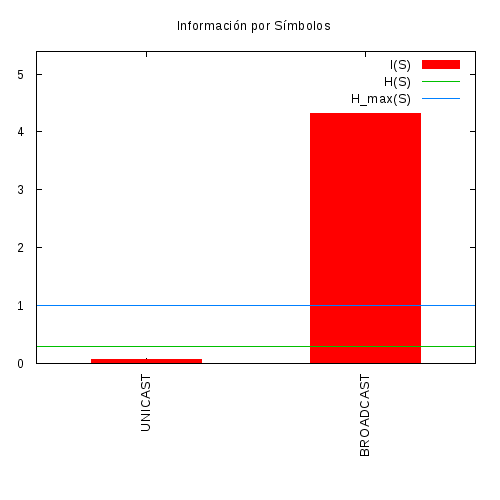 Información por Símbolos
I(S)
H(S)
H_max(S)
5
4
3
2
1
0
UNICAST
BROADCAST